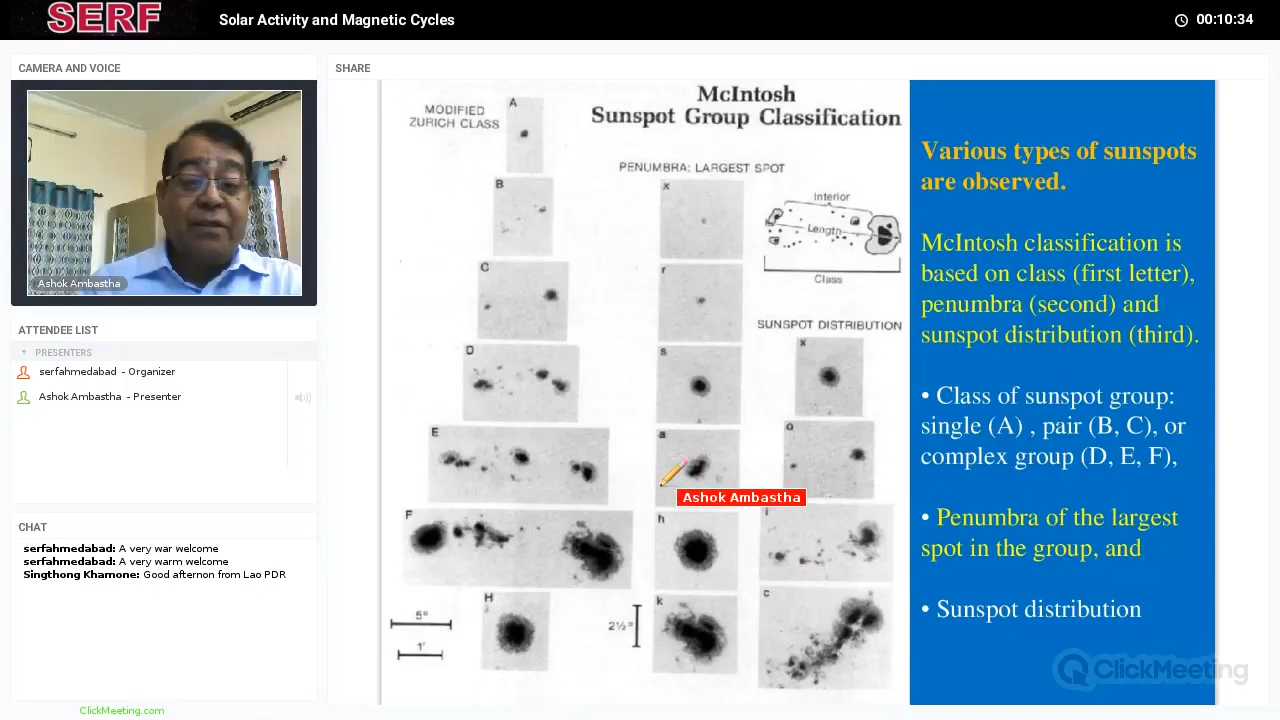 SERF
Solar Activity and Magnetic Cycles
00:10:34
CAMERA AND VOICE
Ashok Ambastha
ATTENDEE LIST
PRESENTERS
serfahmedabad - Organizer
Ashok Ambastha - Presenter
CHAT
serfahmedabad: A very war welcome
serfahmedabad: A very warm welcome
Singthong Khamone: Good afternon from Lao PDR
ClickMeeting.com
SHARE
McIntosh
Sunspot Group Classification
MODIFIED
ZURICH CLASS
A
B
C
D
E
F
H
5°
1'
PENUMBRA: LARGEST SPOT
x
r
s
a
h
k
2½°
Interior
Length
Class
SUNSPOT DISTRIBUTION
x
o
i
c
Ashok Ambastha
Various types of sunspots
are observed.
McIntosh classification is
based on class (first letter),
penumbra (second) and
sunspot distribution (third).
• Class of sunspot group:
single (A) , pair (B, C), or
complex group (D, E, F),
• Penumbra of the largest
spot in the group, and
• Sunspot distribution
ClickMeeting